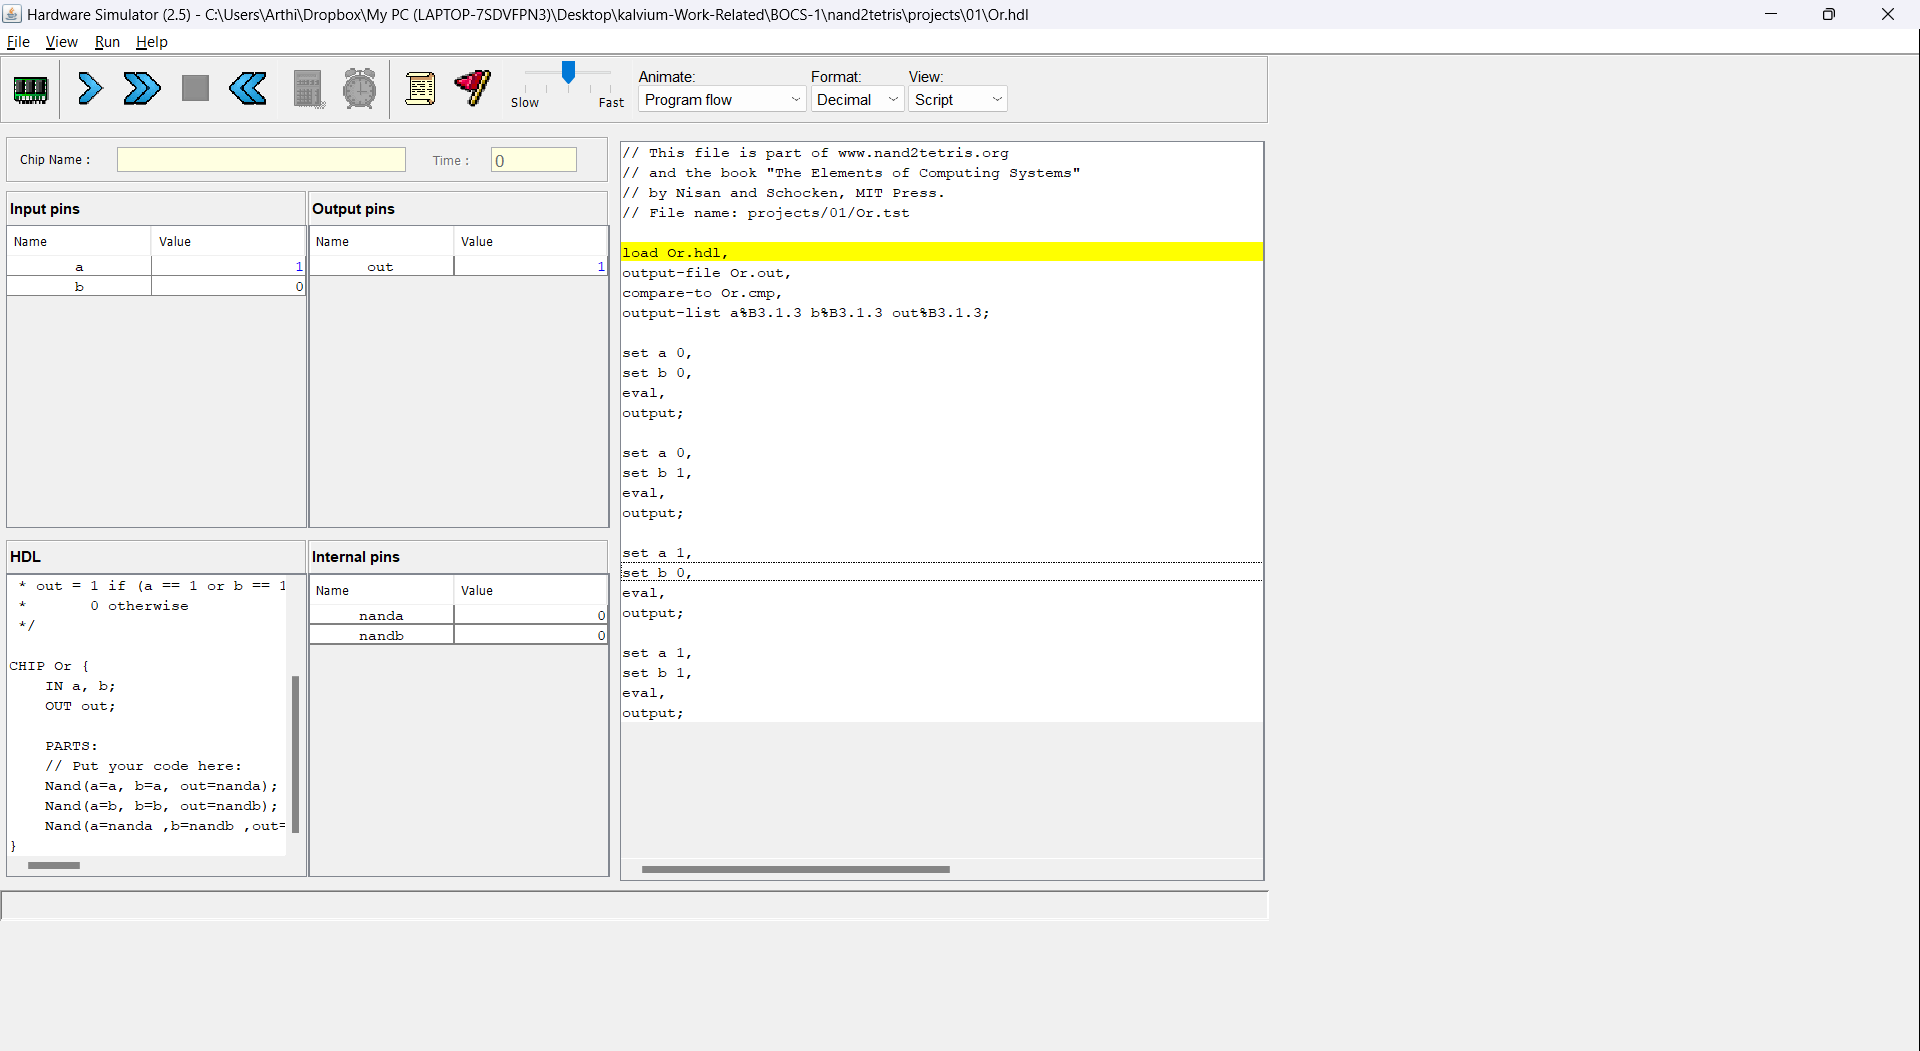 Hardware Simulator (2.5) - C:\Users\Arthi\Dropbox\My PC (LAPTOP-7SDVFPN3)\Desktop\kalvium-Work-Related\BOCS-1\nand2tetris\projects\01\Or.hdl
File View Run Help
Slow Fast
Animate:
Program flow
Format:
Decimal
View:
Script
Chip Name :
Time :
0
Input pins
Name Value
a 1
b 0
Output pins
Name Value
out 1
HDL
* out = 1 if (a == 1 or b == 1
* 0 otherwise
*/
CHIP Or {
IN a, b;
OUT out;
PARTS:
// Put your code here:
Nand(a=a, b=a, out=nanda);
Nand(a=b, b=b, out=nandb);
Nand(a=nanda ,b=nandb ,out=
}
Internal pins
Name Value
nanda 0
nandb 0
// This file is part of www.nand2tetris.org
// and the book "The Elements of Computing Systems"
// by Nisan and Schocken, MIT Press.
// File name: projects/01/Or.tst
load Or.hdl,
output-file Or.out,
compare-to Or.cmp,
output-list a%B3.1.3 b%B3.1.3 out%B3.1.3;
set a 0,
set b 0,
eval,
output;
set a 0,
set b 1,
eval,
output;
set a 1,
set b 0,
eval,
output;
set a 1,
set b 1,
eval,
output;